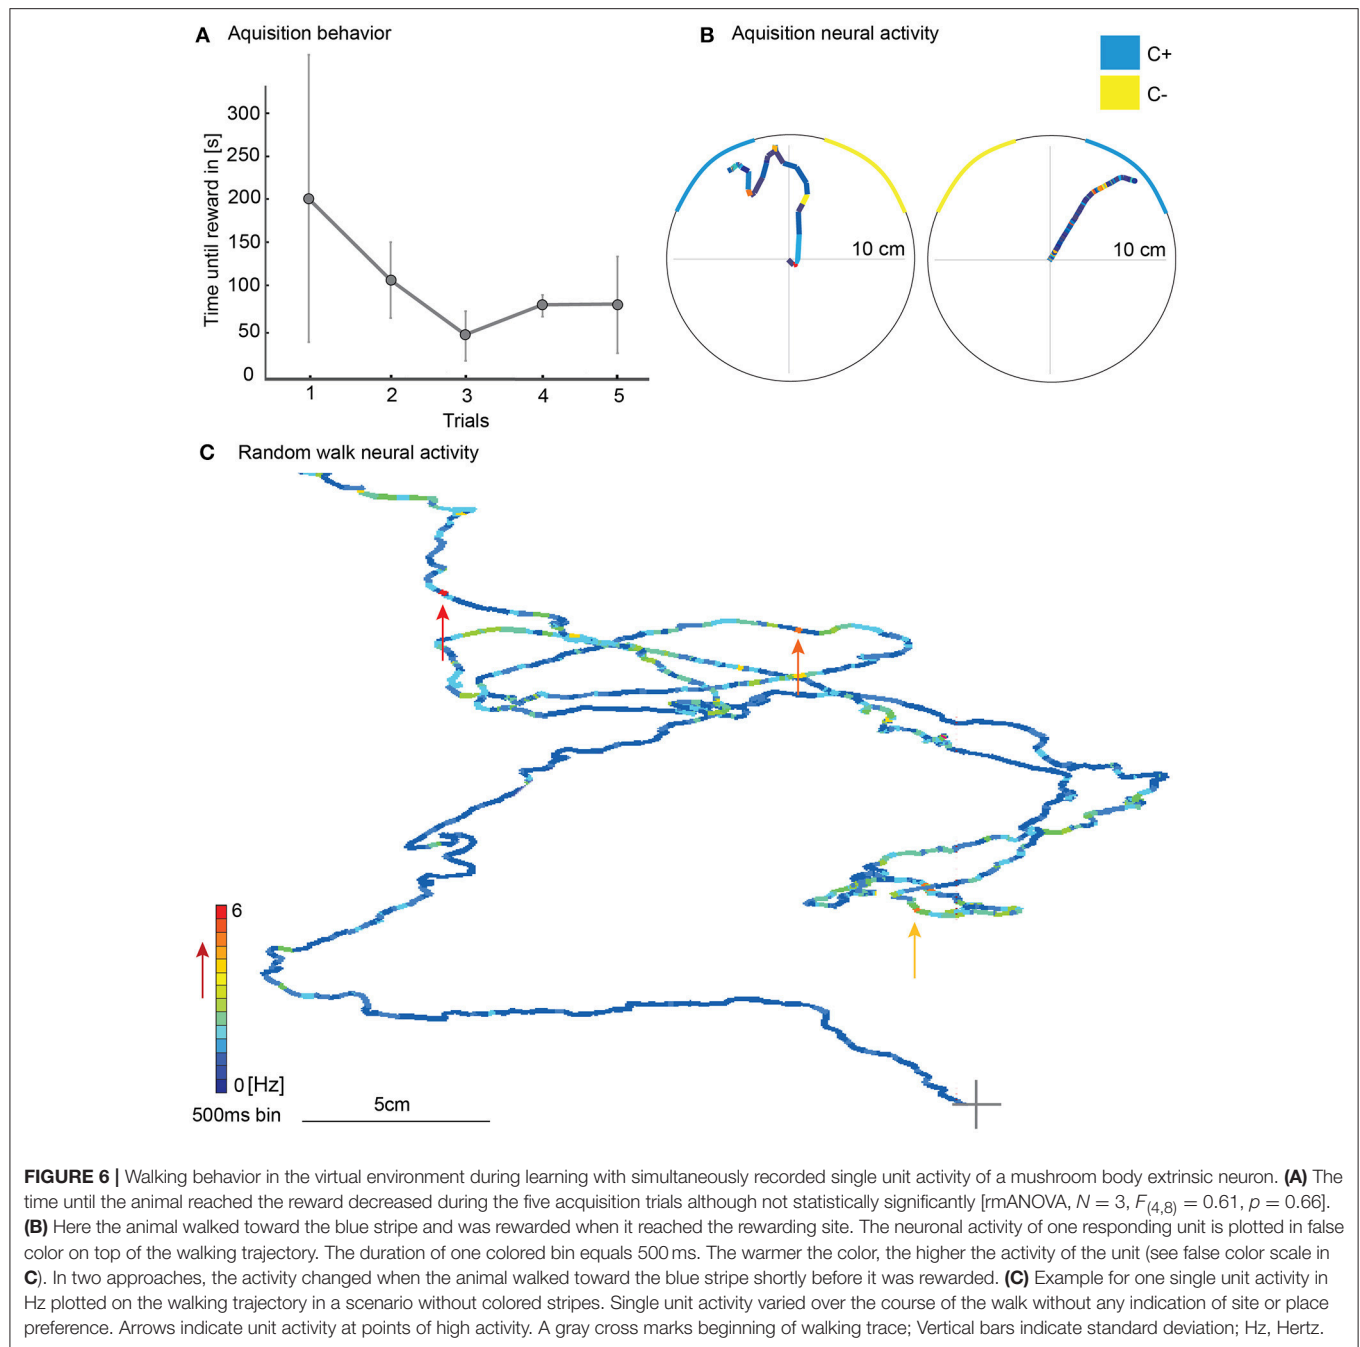 A Aquisition behavior
Time until reward in [s]
300
250
200
150
100
50
0
1 2 3 4 5
Trials
B Aquisition neural activity
C+
C-
10 cm
10 cm
C Random walk neural activity
6
0 [Hz]
500ms bin
5cm
FIGURE 6 | Walking behavior in the virtual environment during learning with simultaneously recorded single unit activity of a mushroom body extrinsic neuron. (A) The
time until the animal reached the reward decreased during the five acquisition trials although not statistically significantly [rmANOVA, N = 3, F(4,8) = 0.61, p = 0.66].
(B) Here the animal walked toward the blue stripe and was rewarded when it reached the rewarding site. The neuronal activity of one responding unit is plotted in false
color on top of the walking trajectory. The duration of one colored bin equals 500 ms. The warmer the color, the higher the activity of the unit (see false color scale in
C). In two approaches, the activity changed when the animal walked toward the blue stripe shortly before it was rewarded. (C) Example for one single unit activity in
Hz plotted on the walking trajectory in a scenario without colored stripes. Single unit activity varied over the course of the walk without any indication of site or place
preference. Arrows indicate unit activity at points of high activity. A gray cross marks beginning of walking trace; Vertical bars indicate standard deviation; Hz, Hertz.